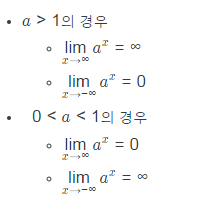 • a > 1의 경우
◦ lim a^x = ∞
x→∞
◦ lim a^x = 0
x→-∞
• 0 < a < 1의 경우
◦ lim a^x = 0
x→∞
◦ lim a^x = ∞
x→-∞